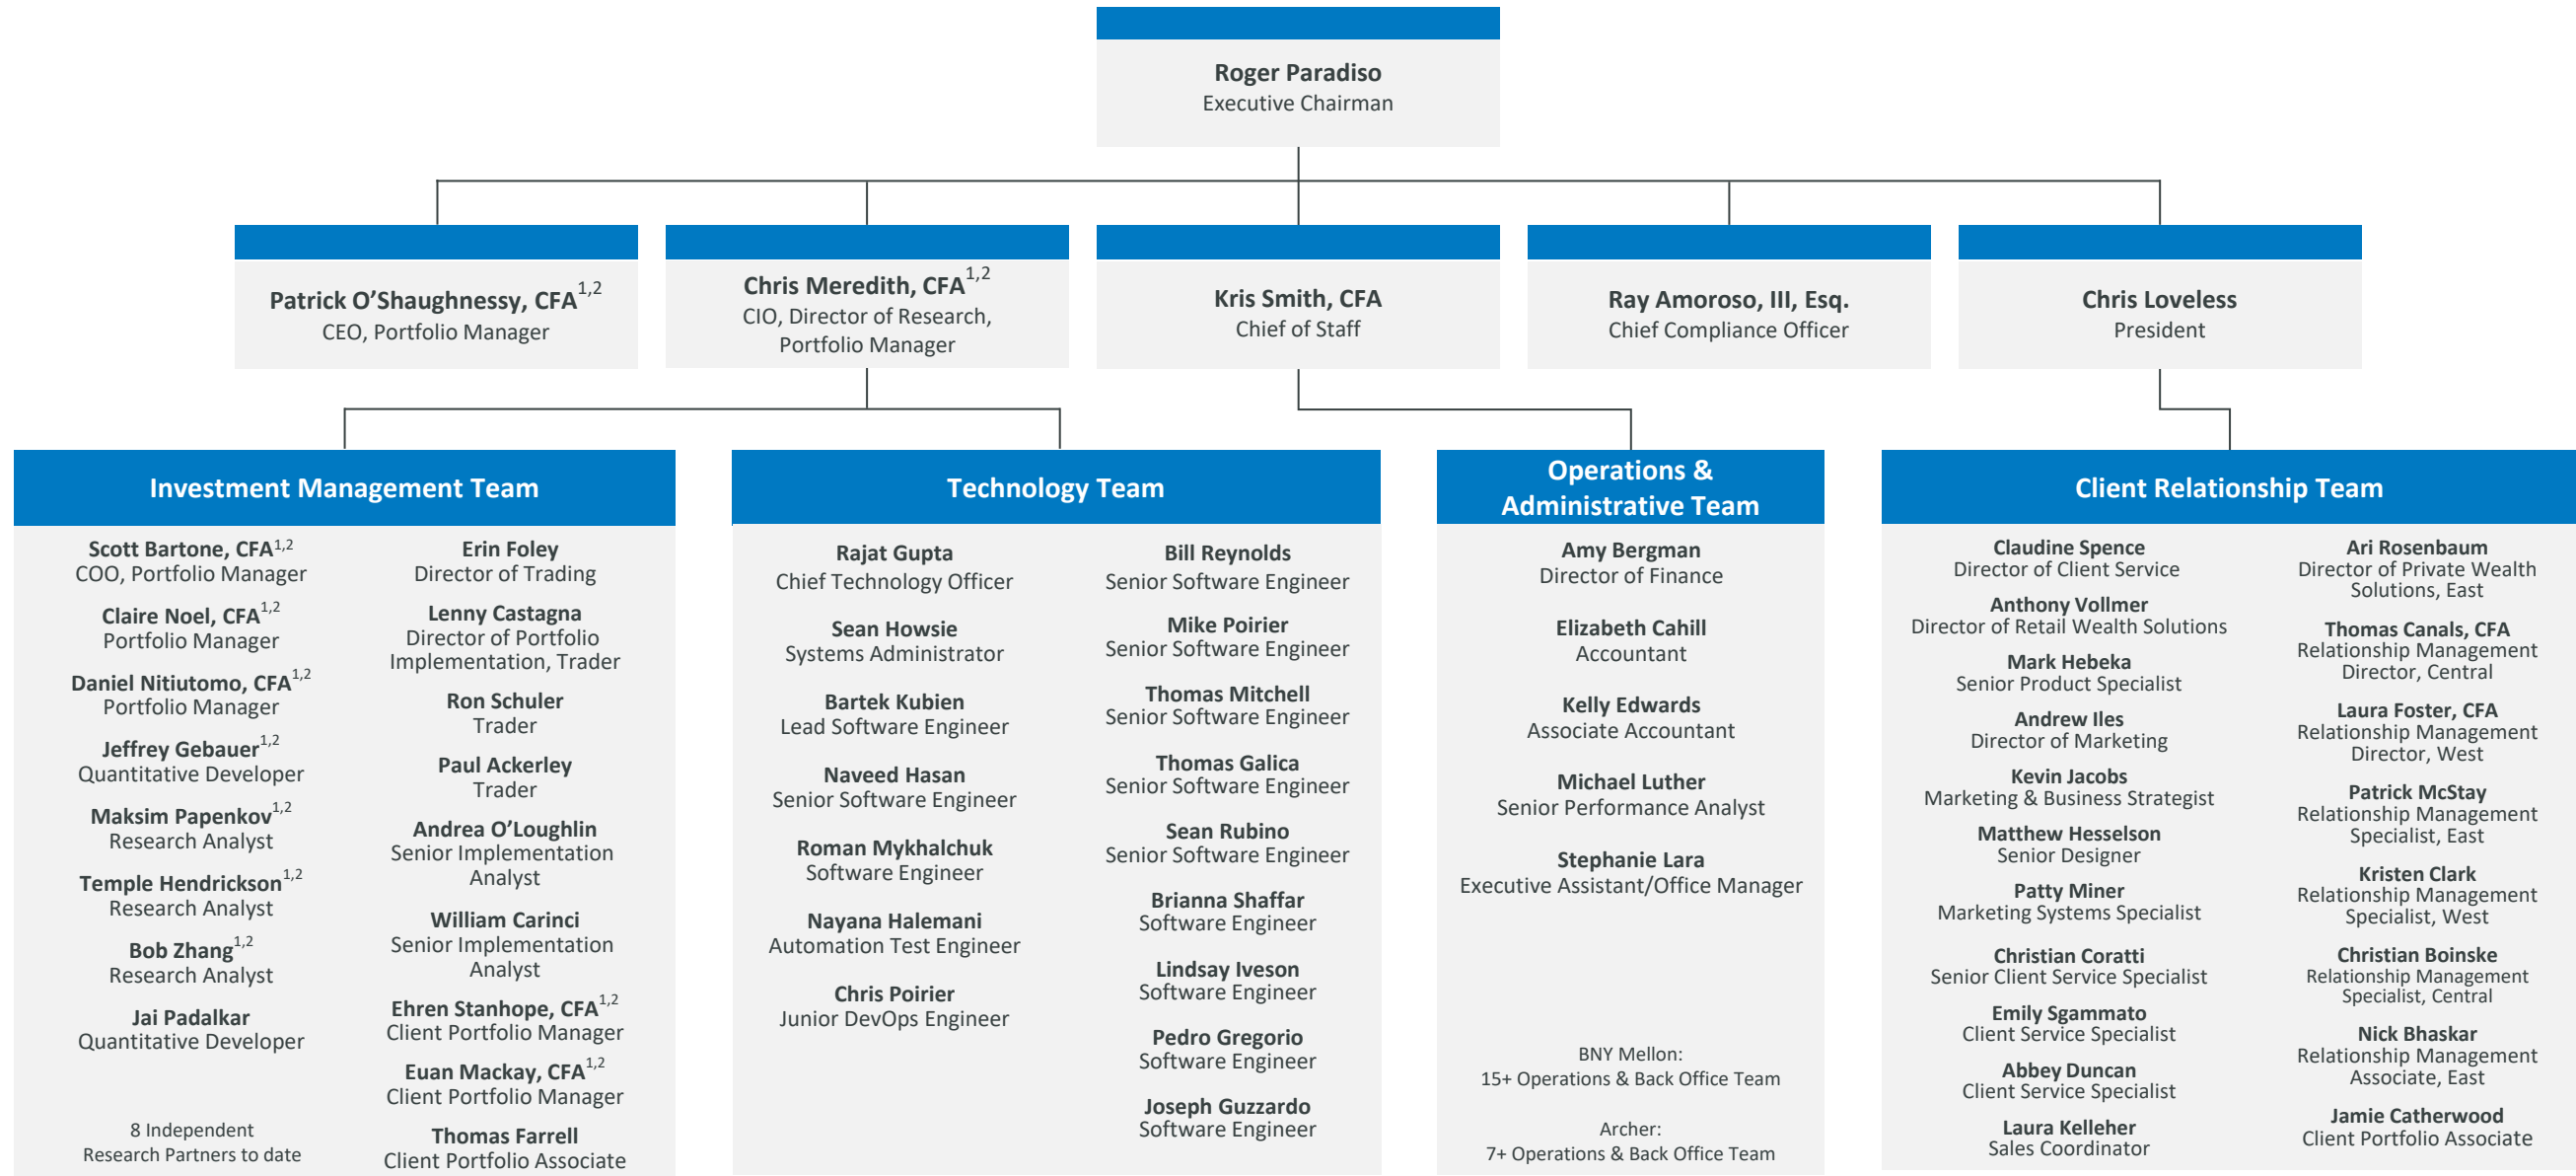 Roger Paradiso
Executive Chairman
Patrick O’Shaughnessy, CFA1,2
CEO, Portfolio Manager
Chris Meredith, CFA1,2
CIO, Director of Research,
Portfolio Manager
Kris Smith, CFA
Chief of Staff
Ray Amoroso, III, Esq.
Chief Compliance Officer
Chris Loveless
President
Investment Management Team
Scott Bartone, CFA1,2
COO, Portfolio Manager
Claire Noel, CFA1,2
Portfolio Manager
Daniel Nitiutomo, CFA1,2
Portfolio Manager
Jeffrey Gebauer1,2
Quantitative Developer
Maksim Papenkov1,2
Research Analyst
Temple Hendrickson1,2
Research Analyst
Bob Zhang1,2
Research Analyst
Jai Padalkar
Quantitative Developer
8 Independent
Research Partners to date
Erin Foley
Director of Trading
Lenny Castagna
Director of Portfolio
Implementation, Trader
Ron Schuler
Trader
Paul Ackerley
Trader
Andrea O’Loughlin
Senior Implementation
Analyst
William Carinci
Senior Implementation
Analyst
Ehren Stanhope, CFA1,2
Client Portfolio Manager
Euan Mackay, CFA1,2
Client Portfolio Manager
Thomas Farrell
Client Portfolio Associate
Technology Team
Rajat Gupta
Chief Technology Officer
Sean Howsie
Systems Administrator
Bartek Kubien
Lead Software Engineer
Naveed Hasan
Senior Software Engineer
Roman Mykhalchuk
Software Engineer
Nayana Halemani
Automation Test Engineer
Chris Poirier
Junior DevOps Engineer
Bill Reynolds
Senior Software Engineer
Mike Poirier
Senior Software Engineer
Thomas Mitchell
Senior Software Engineer
Thomas Galica
Senior Software Engineer
Sean Rubino
Senior Software Engineer
Brianna Shaffar
Software Engineer
Lindsay Iveson
Software Engineer
Pedro Gregorio
Software Engineer
Joseph Guzzardo
Software Engineer
Operations &
Administrative Team
Amy Bergman
Director of Finance
Elizabeth Cahill
Accountant
Kelly Edwards
Associate Accountant
Michael Luther
Senior Performance Analyst
Stephanie Lara
Executive Assistant/Office Manager
BNY Mellon:
15+ Operations & Back Office Team
Archer:
7+ Operations & Back Office Team
Client Relationship Team
Claudine Spence
Director of Client Service
Anthony Vollmer
Director of Retail Wealth Solutions
Mark Hebeka
Senior Product Specialist
Andrew Iles
Director of Marketing
Kevin Jacobs
Marketing & Business Strategist
Matthew Hesselson
Senior Designer
Patty Miner
Marketing Systems Specialist
Christian Coratti
Senior Client Service Specialist
Emily Sgammato
Client Service Specialist
Abbey Duncan
Client Service Specialist
Laura Kelleher
Sales Coordinator
Ari Rosenbaum
Director of Private Wealth
Solutions, East
Thomas Canals, CFA
Relationship Management
Director, Central
Laura Foster, CFA
Relationship Management
Director, West
Patrick McStay
Relationship Management
Specialist, East
Kristen Clark
Relationship Management
Specialist, West
Christian Boinske
Relationship Management
Specialist, Central
Nick Bhaskar
Relationship Management
Associate, East
Jamie Catherwood
Client Portfolio Associate